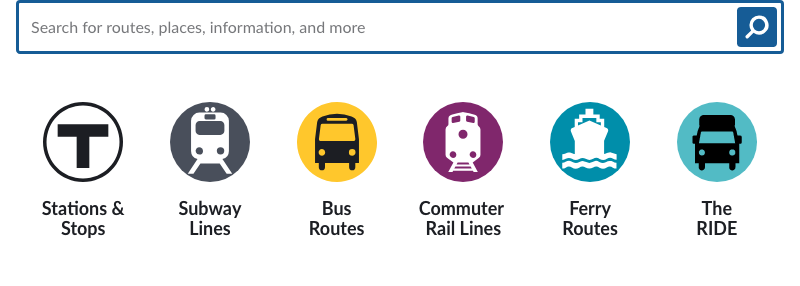 Search for routes, places, information, and more
T
Stations &
Stops
Subway
Lines
Bus
Routes
Commuter
Rail Lines
Ferry
Routes
The
RIDE